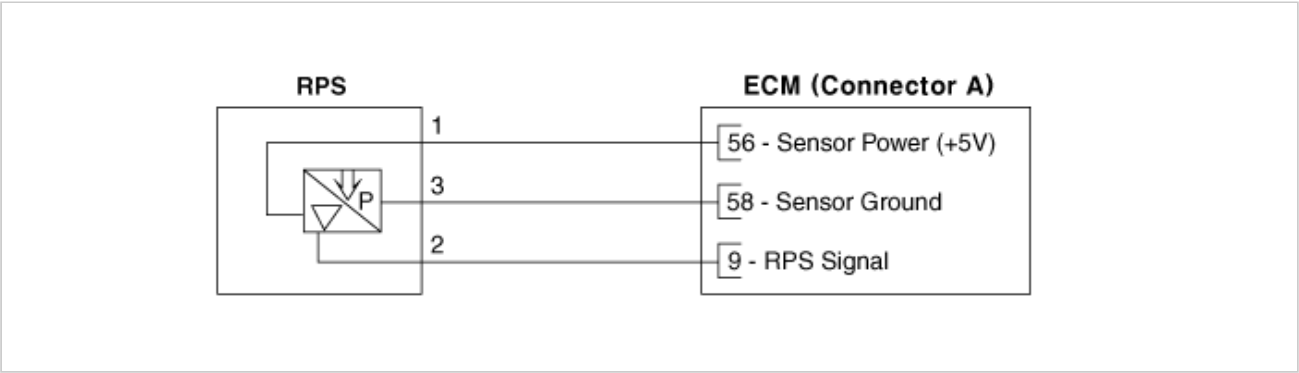 RPS
ECM (Connector A)
1
56 - Sensor Power (+5V)
3
58 - Sensor Ground
P
2
9 - RPS Signal